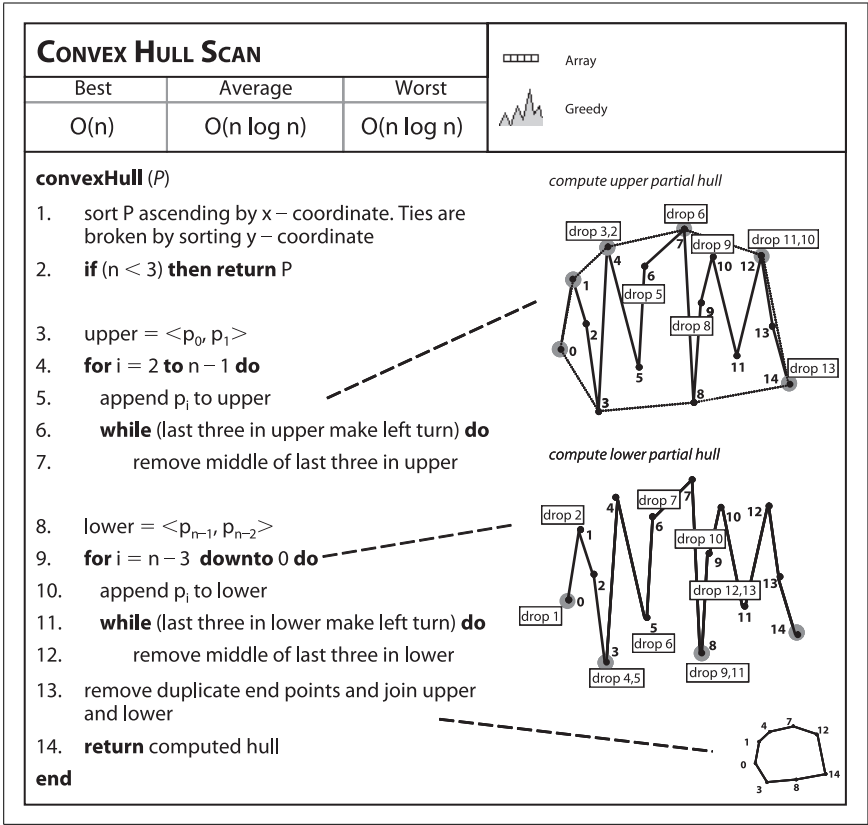 CONVEX HULL SCAN
Best Average Worst
O(n) O(n log n) O(n log n)
Array
Greedy
convexHull (P)
1. sort P ascending by x – coordinate. Ties are
broken by sorting y – coordinate
2. if (n < 3) then return P
3. upper = <p₀, p₁>
4. for i = 2 to n – 1 do
5. append pᵢ to upper
6. while (last three in upper make left turn) do
7. remove middle of last three in upper
8. lower = <pₙ₋₁, pₙ₋₂>
9. for i = n – 3 downto 0 do
10. append pᵢ to lower
11. while (last three in lower make left turn) do
12. remove middle of last three in lower
13. remove duplicate end points and join upper
and lower
14. return computed hull
end
compute upper partial hull
drop 6
drop 3,2
drop 9
drop 11,10
7
4
10
12
6
1
drop 5
2
9
drop 8
13
0
11
5
14
drop 13
3
8
compute lower partial hull
7
drop 7
4
drop 2
10
12
6
1
drop 10
9
2
13
drop 12,13
0
drop 1
11
5
14
drop 6
3
8
drop 4,5
drop 9,11
4
7
12
1
0
14
3
8